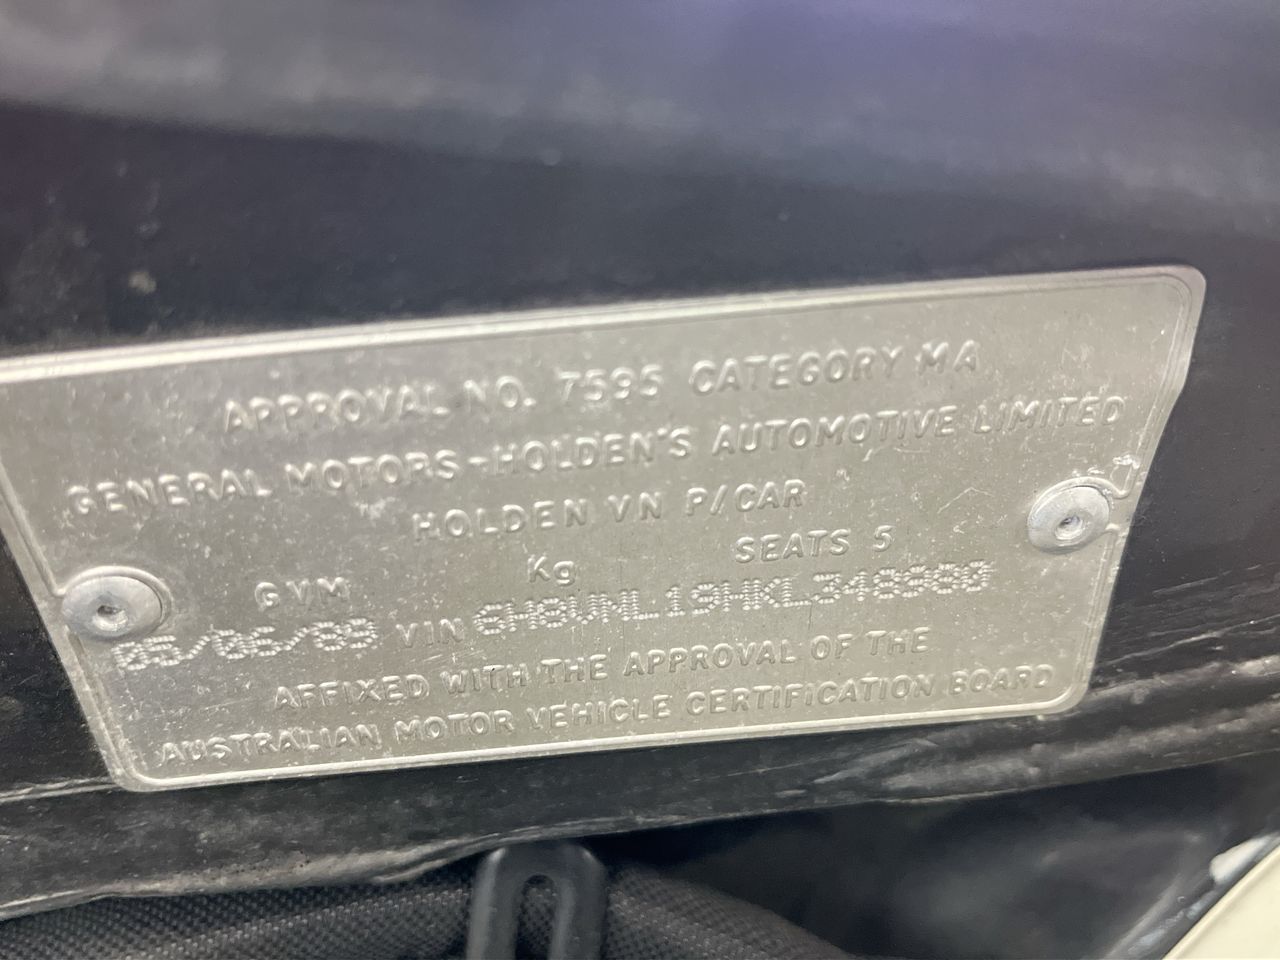 APPROVAL NO. 7595 CATEGORY MA
GENERAL MOTORS-HOLDEN'S AUTOMOTIVE LIMITED
HOLDEN VN P/CAR
GVM Kg SEATS 5
05/06/89 VIN 6H8VNL19HKL348980
AFFIXED WITH THE APPROVAL OF THE
AUSTRALIAN MOTOR VEHICLE CERTIFICATION BOARD